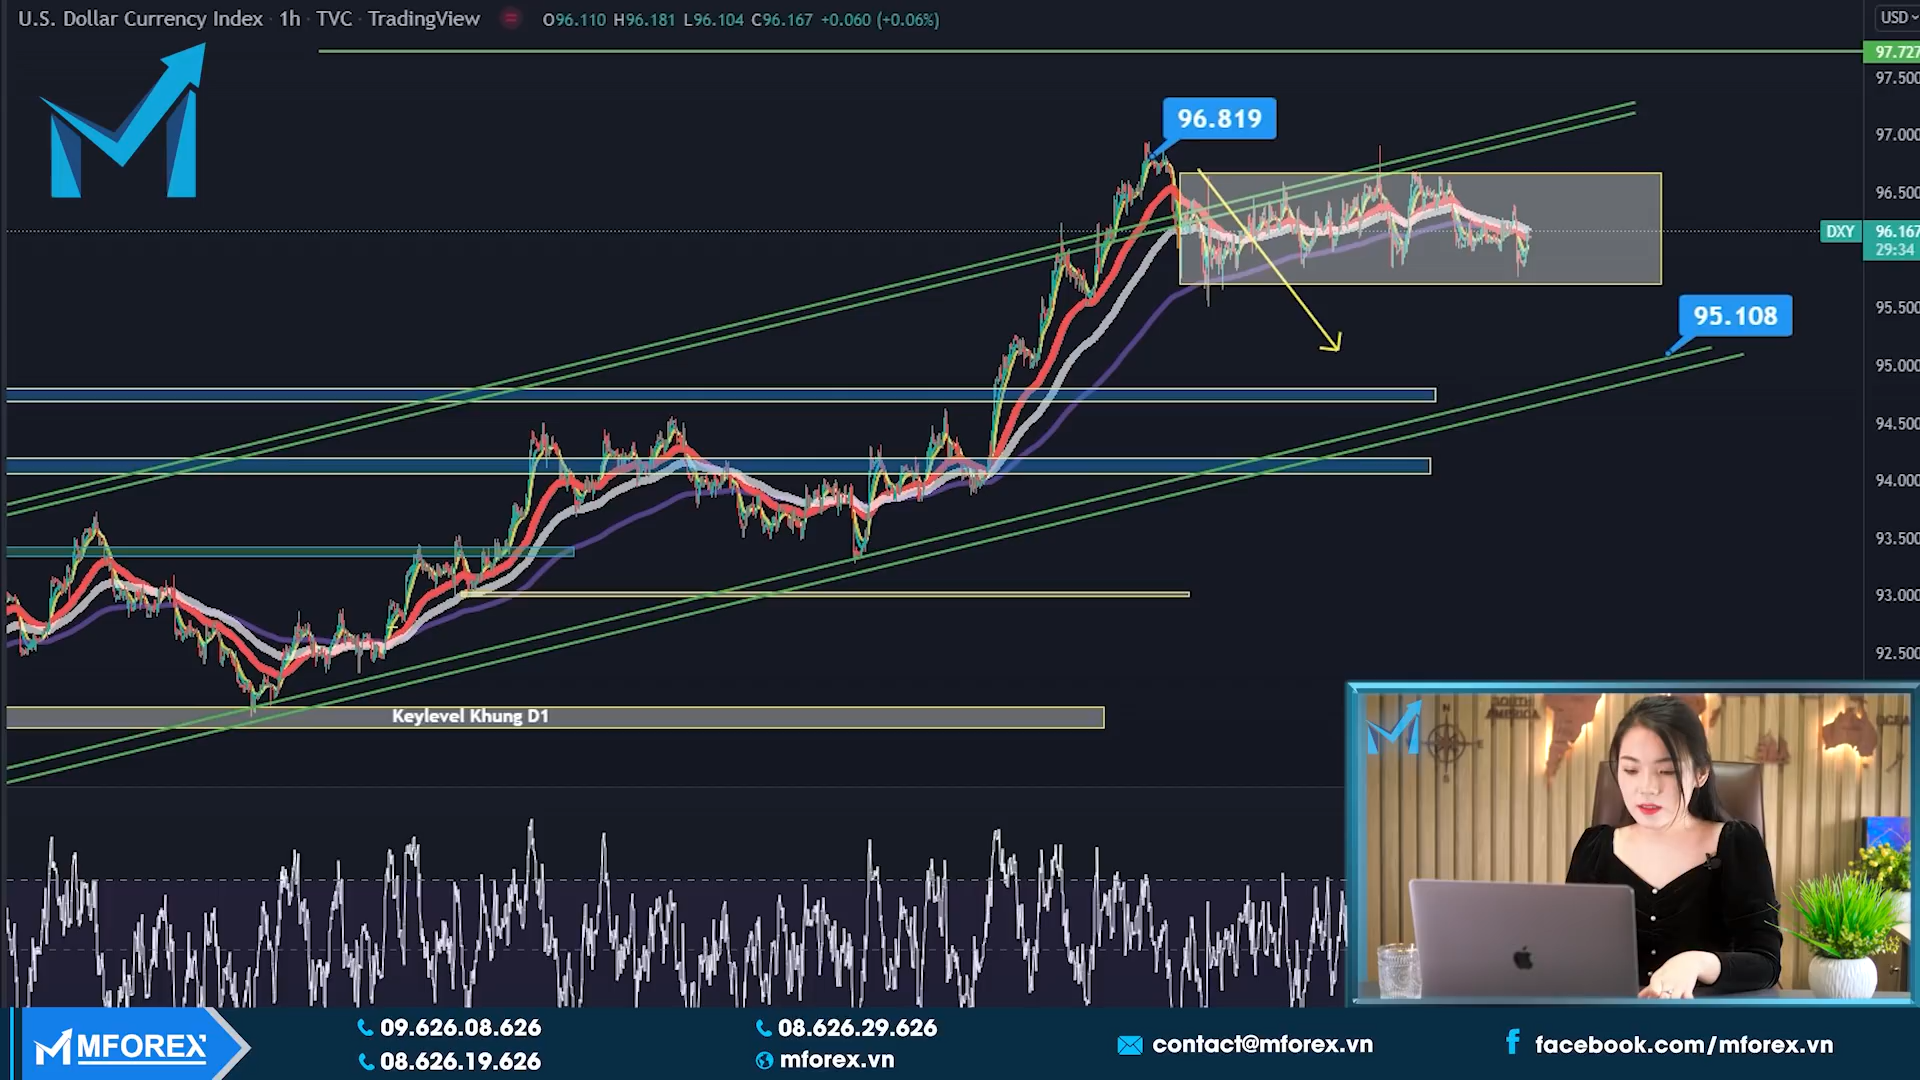 U.S. Dollar Currency Index · 1h · TVC · TradingView O96.110 H96.181 L96.104 C96.167 +0.060 (+0.06%)
USD
97.727
97.500
96.819
97.000
96.500
DXY 96.167
29:34
95.108
95.500
95.000
94.500
94.000
93.500
93.000
92.500
Keylevel Khung D1
SOUTH
AMERICA
N
E
S
MFOREX
09.626.08.626
08.626.19.626
08.626.29.626
mforex.vn
contact@mforex.vn
facebook.com/mforex.vn